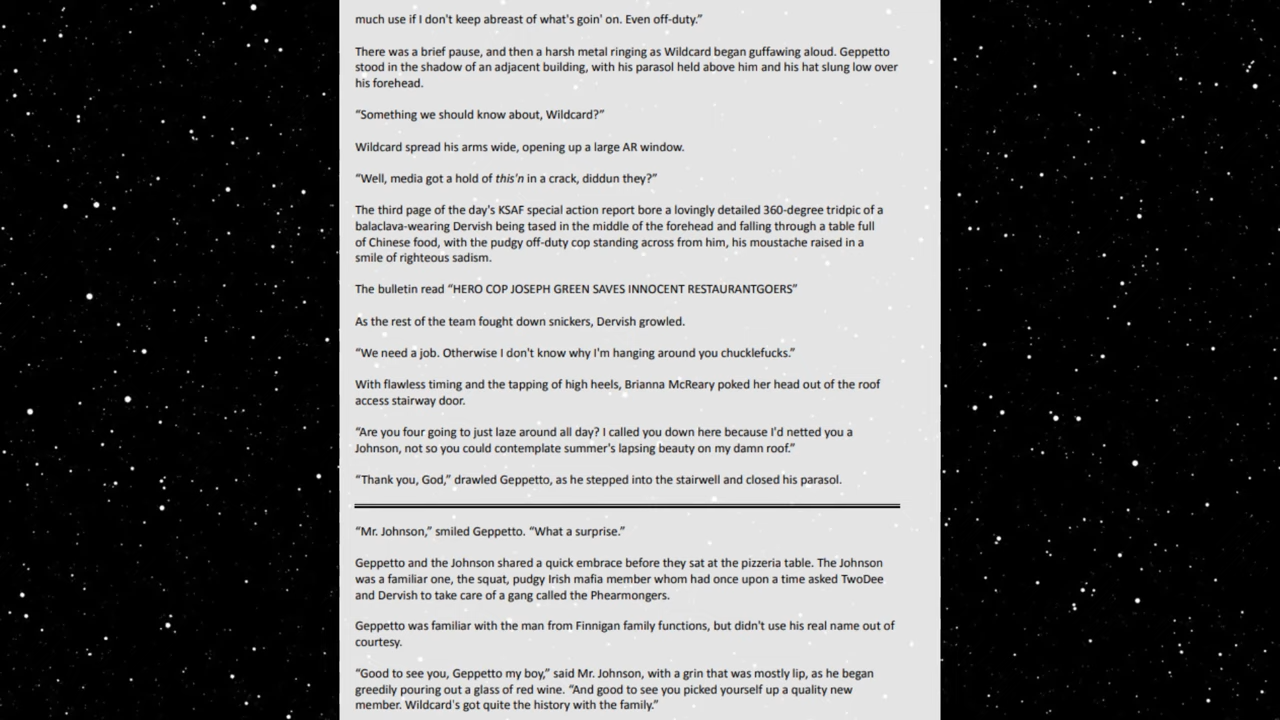 much use if I don't keep abreast of what's goin' on. Even off-duty.”
There was a brief pause, and then a harsh metal ringing as Wildcard began guffawing aloud. Geppetto
stood in the shadow of an adjacent building, with his parasol held above him and his hat slung low over
his forehead.
“Something we should know about, Wildcard?”
Wildcard spread his arms wide, opening up a large AR window.
“Well, media got a hold of this'n in a crack, diddun they?”
The third page of the day's KSAF special action report bore a lovingly detailed 360-degree tridpic of a
balaclava-wearing Dervish being tased in the middle of the forehead and falling through a table full
of Chinese food, with the pudgy off-duty cop standing across from him, his moustache raised in a
smile of righteous sadism.
The bulletin read “HERO COP JOSEPH GREEN SAVES INNOCENT RESTAURANTGOERS”
As the rest of the team fought down snickers, Dervish growled.
“We need a job. Otherwise I don't know why I'm hanging around you chucklefucks.”
With flawless timing and the tapping of high heels, Brianna McReary poked her head out of the roof
access stairway door.
“Are you four going to just laze around all day? I called you down here because I'd netted you a
Johnson, not so you could contemplate summer's lapsing beauty on my damn roof.”
“Thank you, God,” drawled Geppetto, as he stepped into the stairwell and closed his parasol.
“Mr. Johnson,” smiled Geppetto. “What a surprise.”
Geppetto and the Johnson shared a quick embrace before they sat at the pizzeria table. The Johnson
was a familiar one, the squat, pudgy Irish mafia member whom had once upon a time asked TwoDee
and Dervish to take care of a gang called the Phearmongers.
Geppetto was familiar with the man from Finnigan family functions, but didn't use his real name out of
courtesy.
“Good to see you, Geppetto my boy,” said Mr. Johnson, with a grin that was mostly lip, as he began
greedily pouring out a glass of red wine. “And good to see you picked yourself up a quality new
member. Wildcard's got quite the history with the family.”